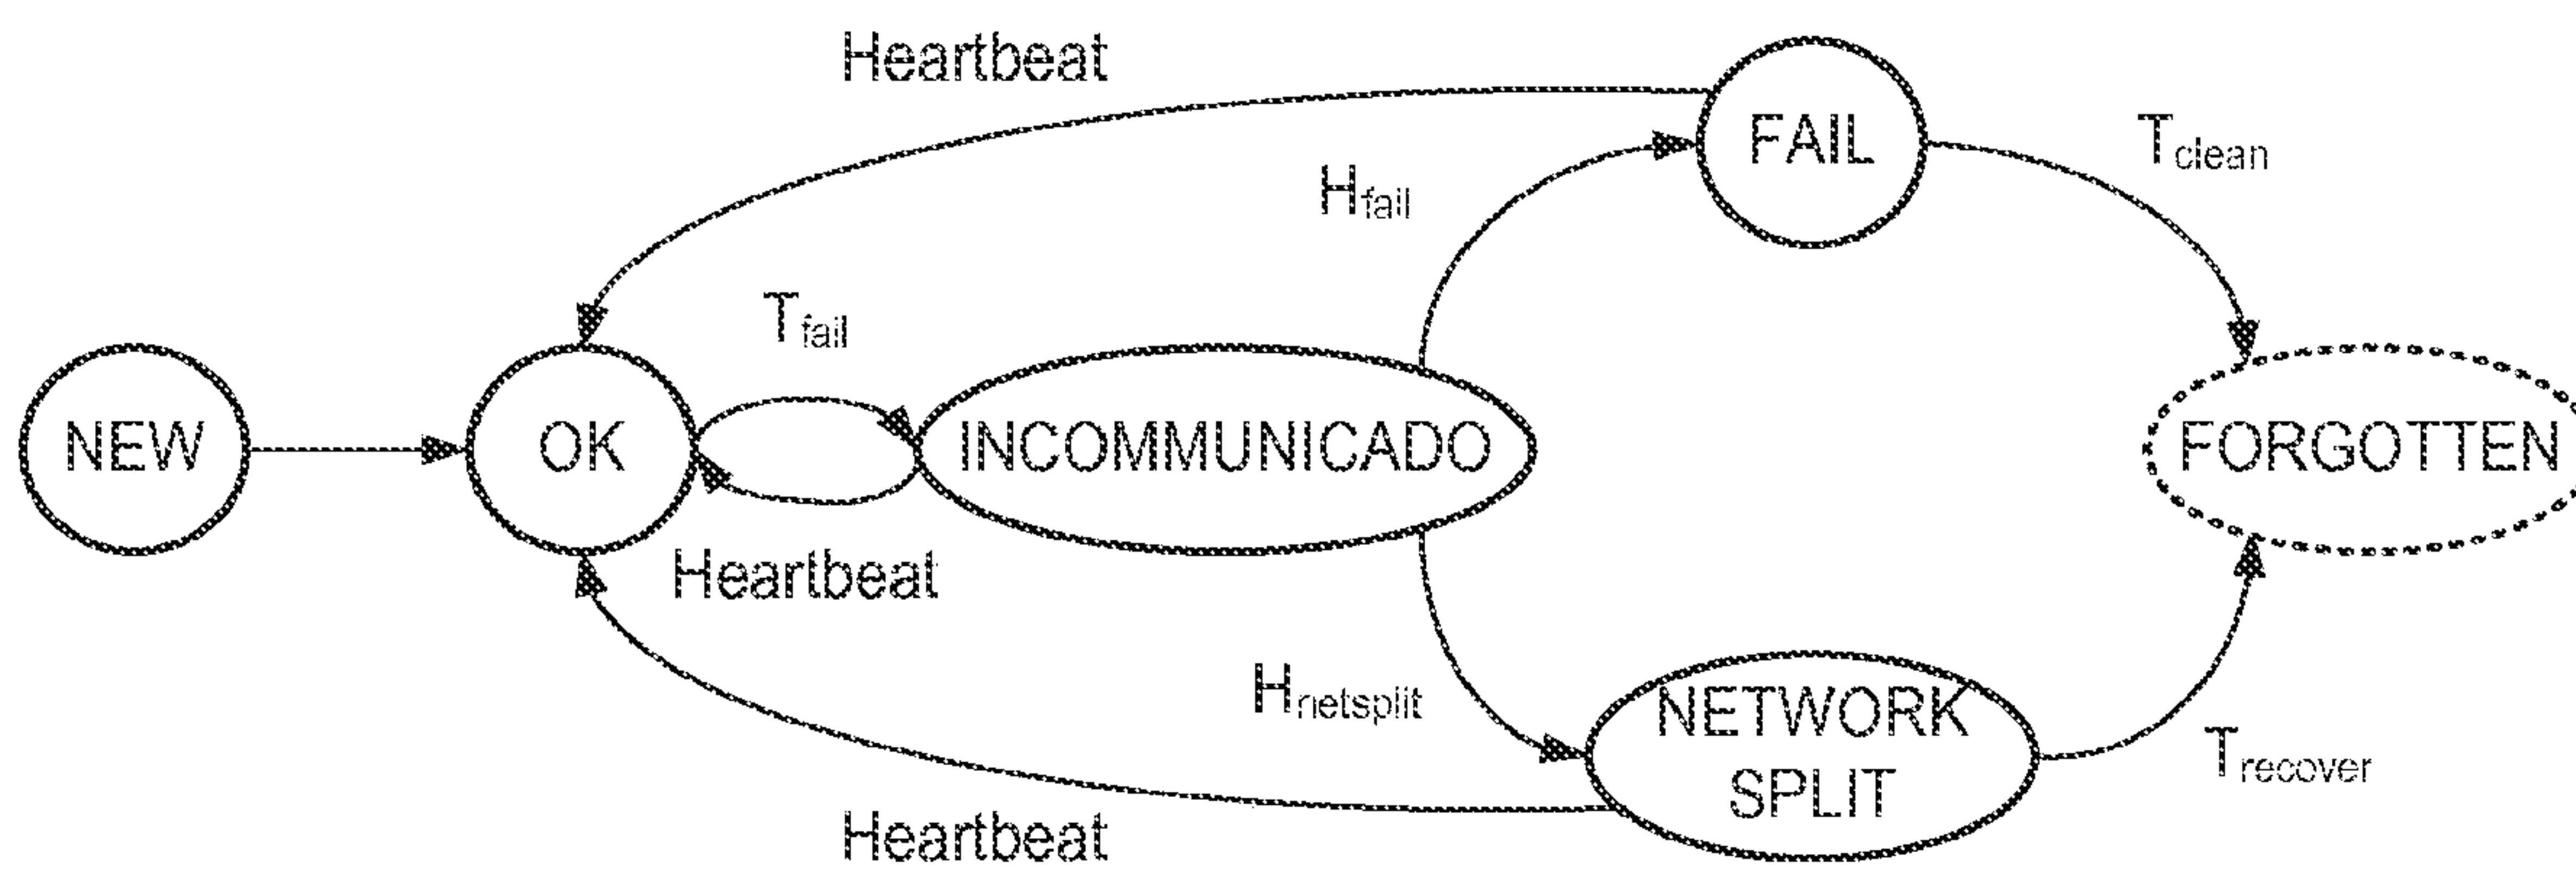 Heartbeat
FAIL
Tclean
Hfail
Tfail
NEW
OK
INCOMMUNICADO
FORGOTTEN
Heartbeat
Hnetsplit
NETWORK
SPLIT
Trecover
Heartbeat